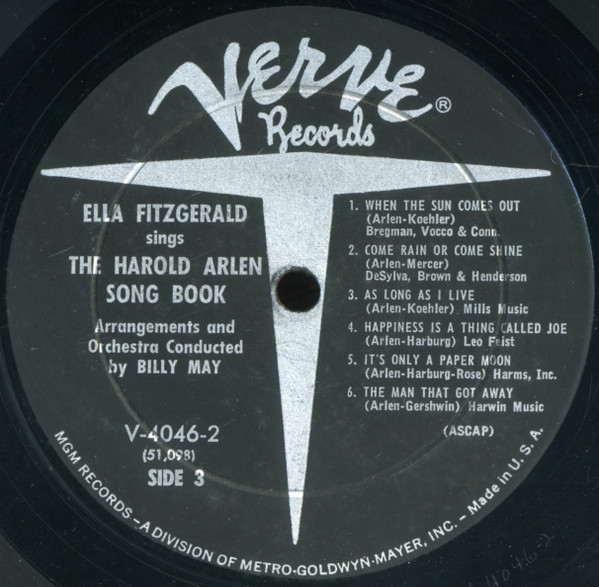 Verve®
Records
ELLA FITZGERALD
sings
THE HAROLD ARLEN
SONG BOOK
Arrangements and
Orchestra Conducted
by BILLY MAY
V-4046-2
(51,098)
SIDE 3
1. WHEN THE SUN COMES OUT
(Arlen-Koehler)
Bregman, Vocco & Conn.
2. COME RAIN OR COME SHINE
(Arlen-Mercer)
DeSylva, Brown & Henderson
3. AS LONG AS I LIVE
(Arlen-Koehler) Mills Music
4. HAPPINESS IS A THING CALLED JOE
(Arlen-Harburg) Leo Feist
5. IT'S ONLY A PAPER MOON
(Arlen-Harburg-Rose) Harms, Inc.
6. THE MAN THAT GOT AWAY
(Arlen-Gershwin) Harwin Music
(ASCAP)
MGM RECORDS – A DIVISION OF METRO-GOLDWYN-MAYER, INC. – Made in U. S. A.